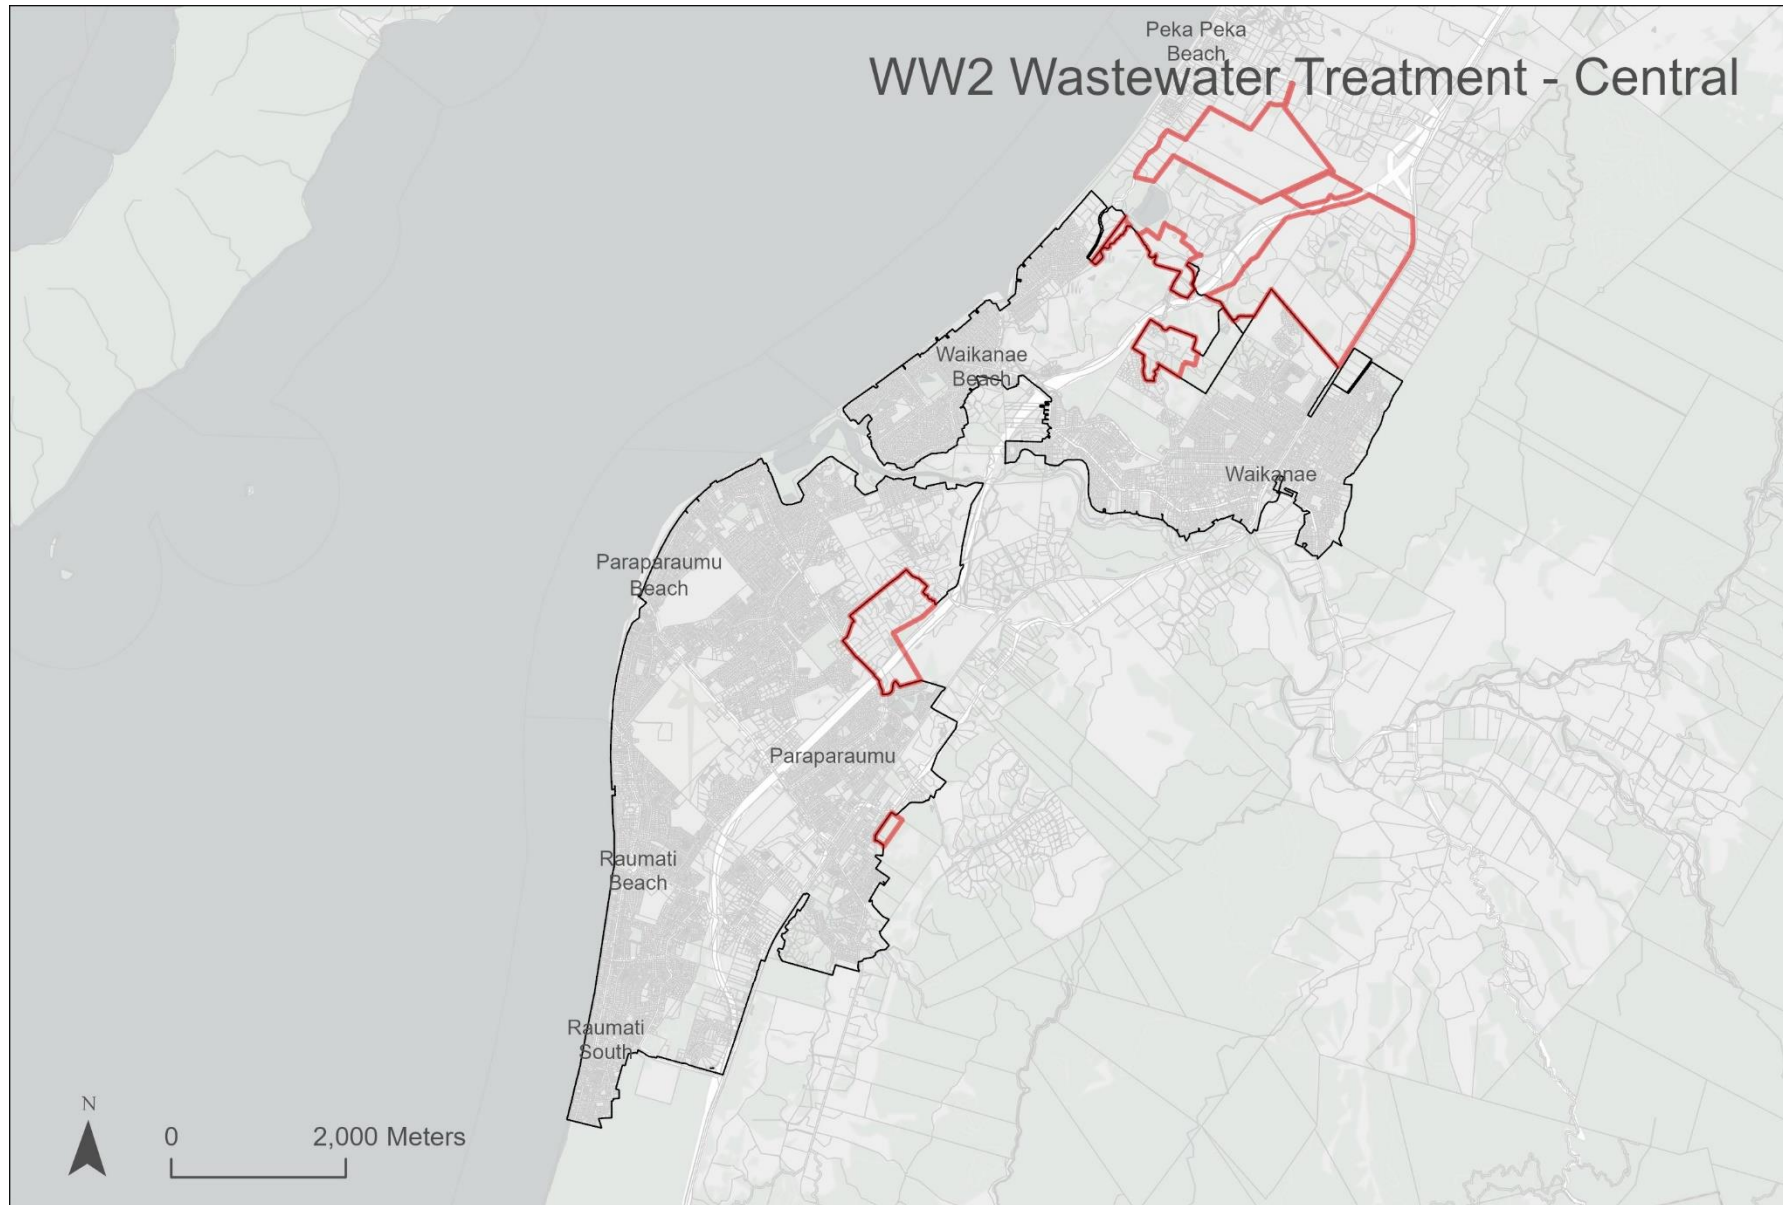 Peka Peka
Beach
WW2 Wastewater Treatment - Central
Waikanae
Beach
Waikanae
Paraparaumu
Beach
Paraparaumu
Raumati
Beach
Raumati
South
N
0 2,000 Meters